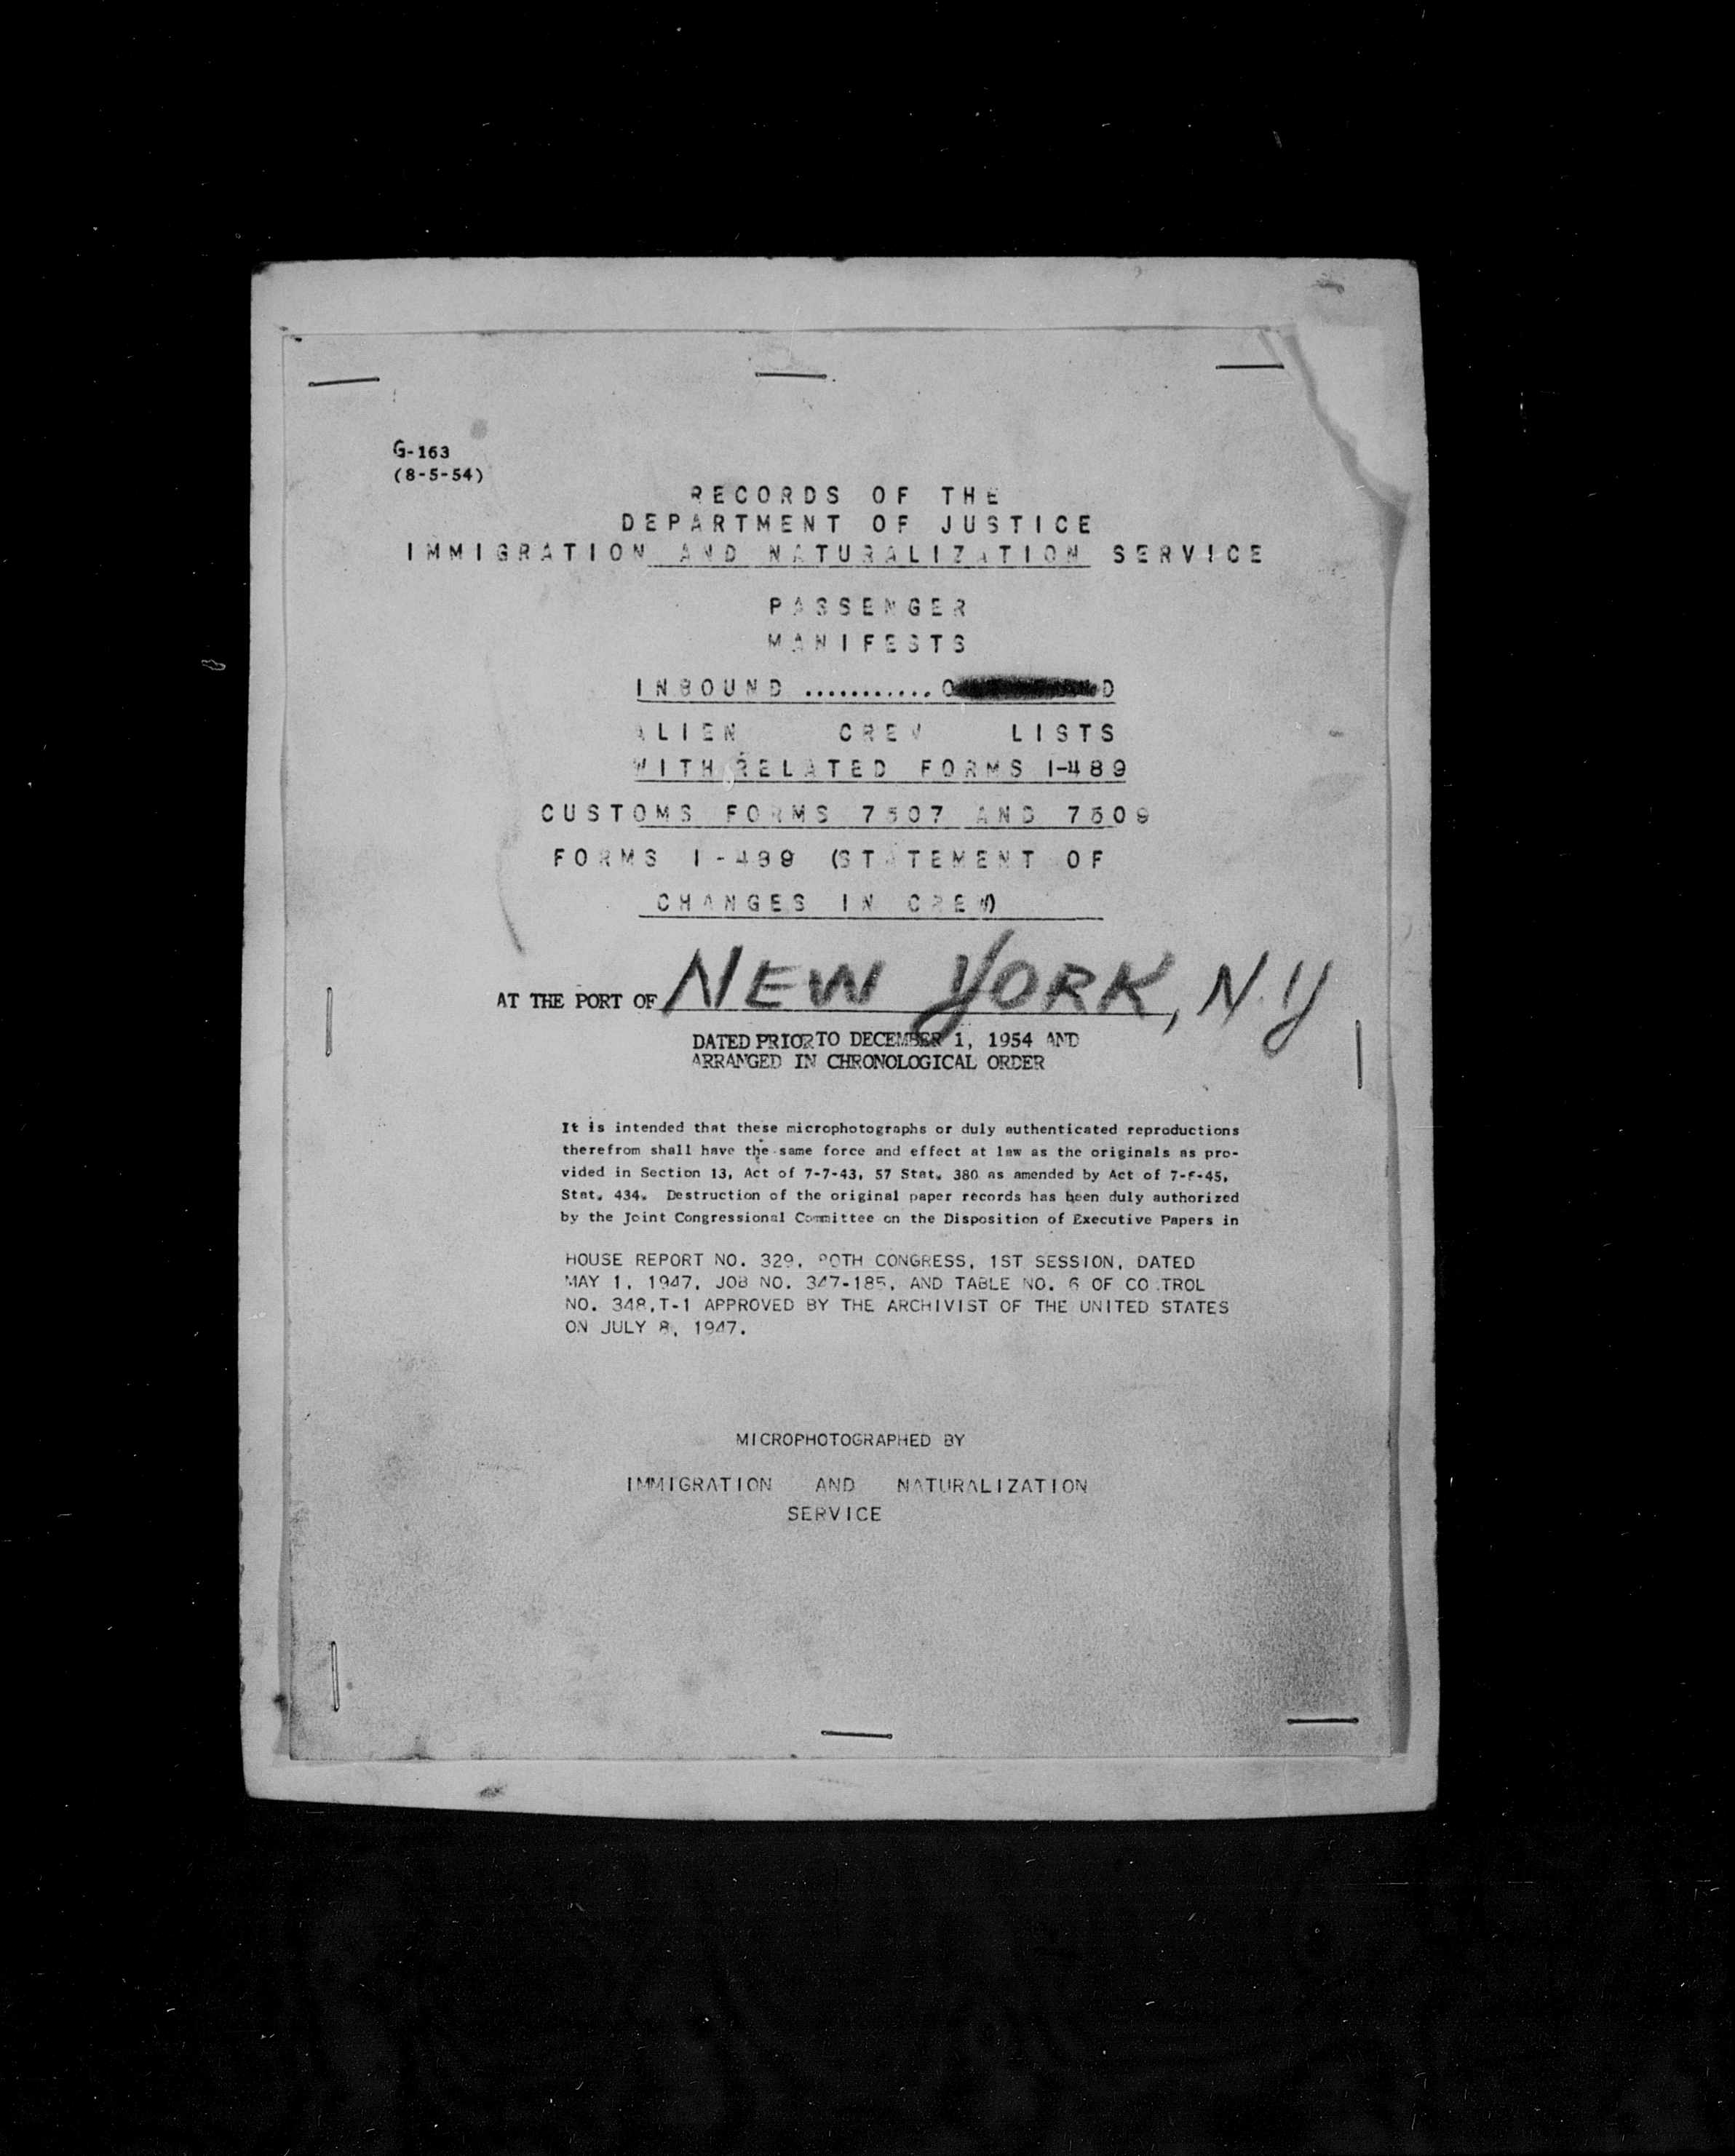 G-163
(8-5-54)
RECORDS OF THE
DEPARTMENT OF JUSTICE
IMMIGRATION AND NATURALIZATION SERVICE
PASSENGER
MANIFESTS
INBOUND ...........
ALIEN CREW LISTS
WITH RELATED FORMS I-489
CUSTOMS FORMS 7507 AND 7509
FORMS I-489 (STATEMENT OF
CHANGES IN CREW)
AT THE PORT OF NEW YORK, N.Y
DATED PRIOR TO DECEMBER 1, 1954 AND
ARRANGED IN CHRONOLOGICAL ORDER
It is intended that these microphotographs or duly authenticated reproductions
therefrom shall have the same force and effect at law as the originals as pro-
vided in Section 13, Act of 7-7-43, 57 Stat. 380 as amended by Act of
Stat. 434. Destruction of the original paper records has been duly authorized
by the Joint Congressional Committee on the Disposition of Executive Papers in
HOUSE REPORT NO. 329, 80TH CONGRESS, 1ST SESSION, DATED
MAY 1, 1947, JOB NO. 347-185, AND TABLE NO. 6 OF CO TROL
NO. 348,T-1 APPROVED BY THE ARCHIVIST OF THE UNITED STATES
ON JULY 8, 1947.
MICROPHOTOGRAPHED BY
IMMIGRATION AND NATURALIZATION
SERVICE